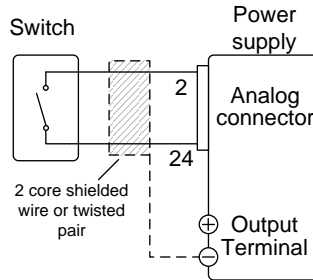 Power
supply
Switch
2
Analog
connector
24
2 core shielded
wire or twisted
pair
+
Output
Terminal
−